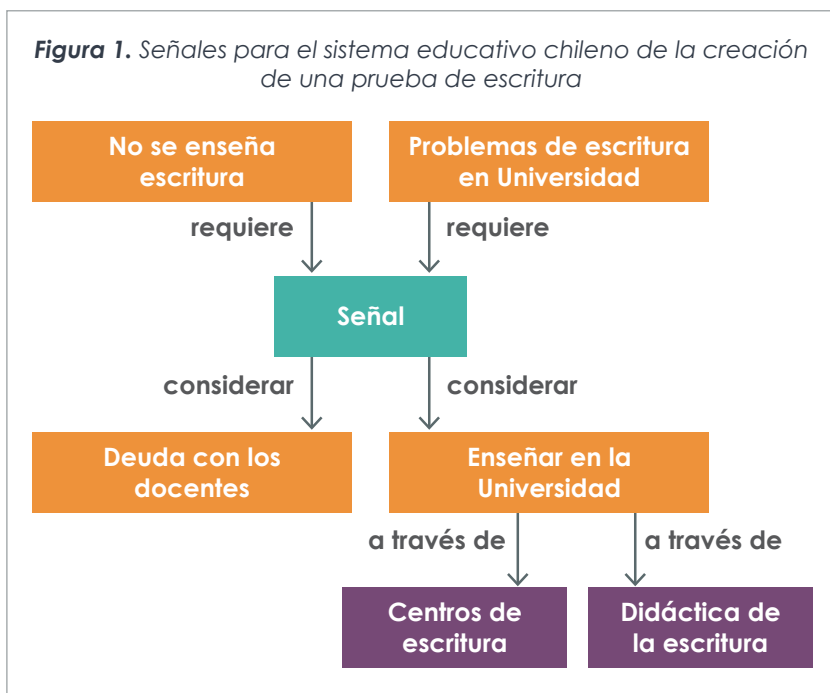 Figura 1. Señales para el sistema educativo chileno de la creación
de una prueba de escritura
No se enseña
escritura
Problemas de escritura
en Universidad
requiere
requiere
Señal
considerar
considerar
Deuda con los
docentes
Enseñar en la
Universidad
a través de
a través de
Centros de
escritura
Didáctica de
la escritura